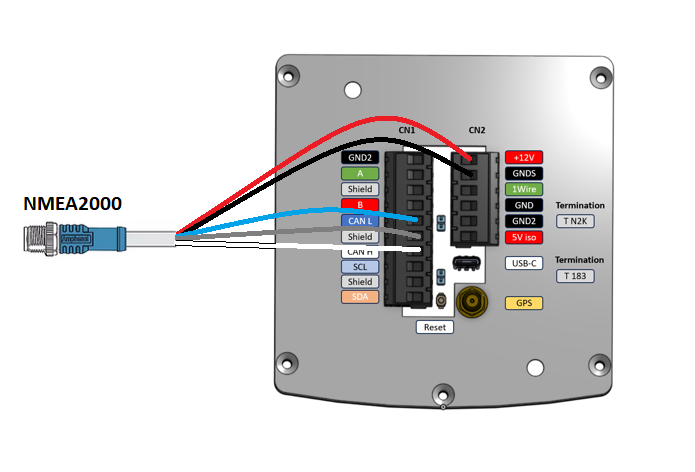 NMEA2000
Amphenol
CN1
CN2
GND2
A
Shield
B
CAN L
Shield
CAN H
SCL
Shield
SDA
+12V
GNDS
1Wire
GND
GND2
5V iso
USB-C
GPS
Termination
T N2K
Termination
T 183
Reset